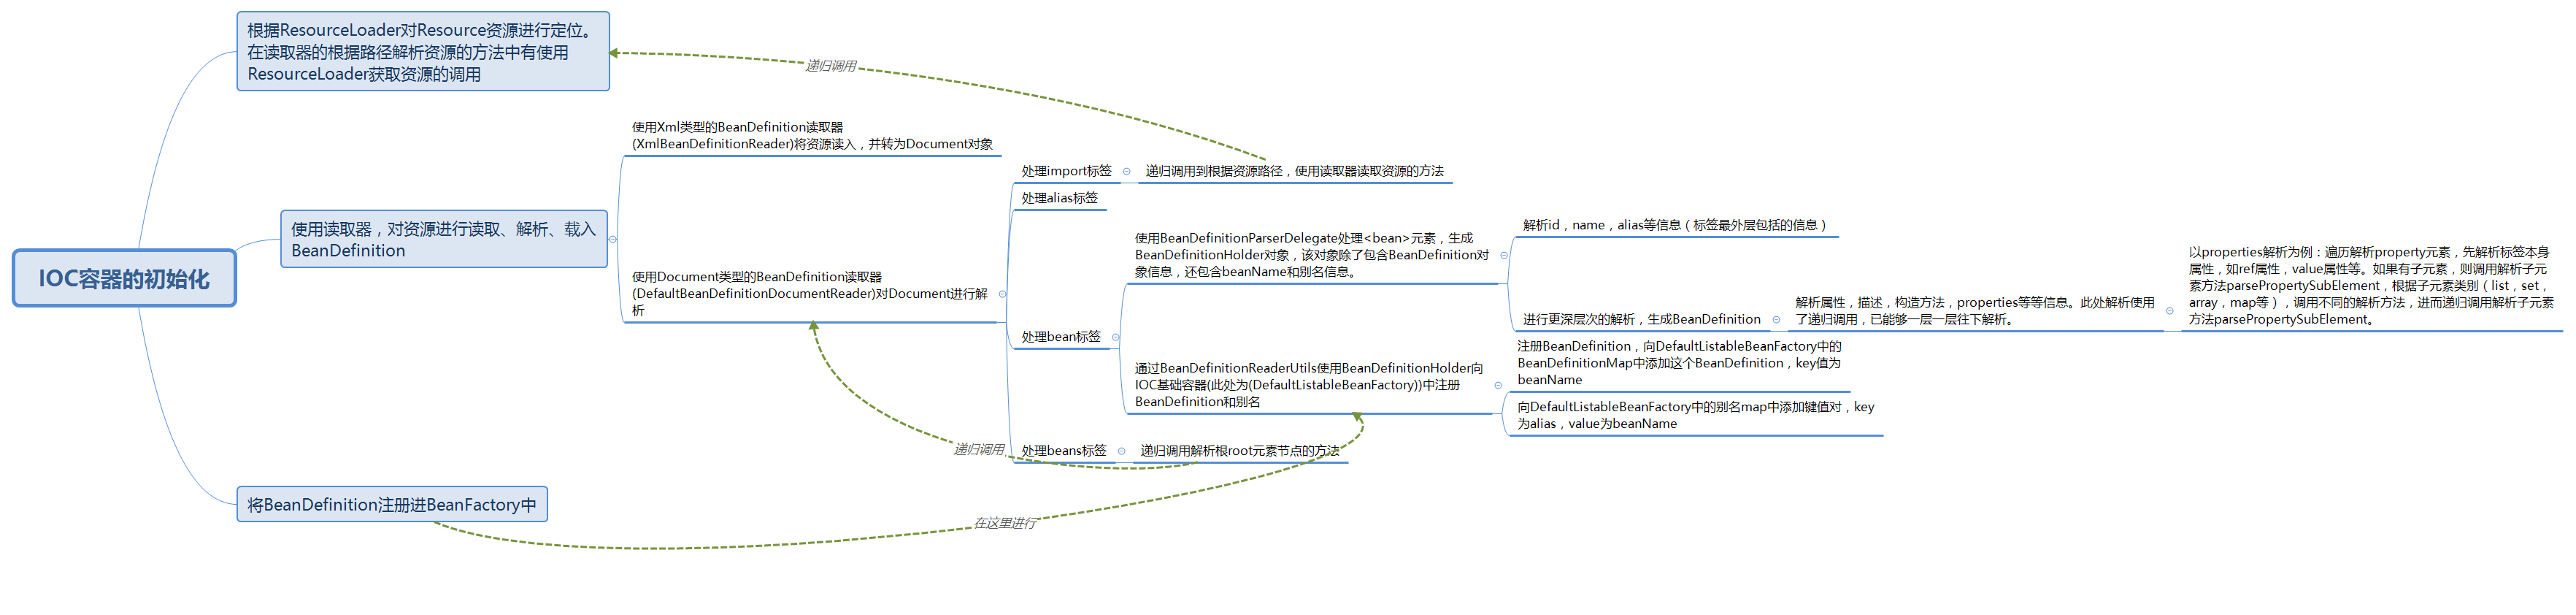 IOC容器的初始化
根据ResourceLoader对Resource资源进行定位。
在读取器的根据路径解析资源的方法中有使用
ResourceLoader获取资源的调用
递归调用
使用读取器，对资源进行读取、解析、载入
BeanDefinition
使用Xml类型的BeanDefinition读取器
(XmlBeanDefinitionReader)将资源读入，并转为Document对象
使用Document类型的BeanDefinition读取器
(DefaultBeanDefinitionDocumentReader)对Document进行解
析
处理import标签
递归调用到根据资源路径，使用读取器读取资源的方法
处理alias标签
处理bean标签
使用BeanDefinitionParserDelegate处理<bean>元素，生成
BeanDefinitionHolder对象，该对象除了包含BeanDefinition对
象信息，还包含beanName和别名信息。
解析id，name，alias等信息（标签最外层包括的信息）
进行更深层次的解析，生成BeanDefinition
解析属性，描述，构造方法，properties等等信息。此处解析使用
了递归调用，已能够一层一层往下解析。
以properties解析为例：遍历解析property元素，先解析标签本身
属性，如ref属性，value属性等。如果有子元素，则调用解析子元
素方法parsePropertySubElement，根据子元素类别（list，set，
array，map等），调用不同的解析方法，进而递归调用解析子元素
方法parsePropertySubElement。
通过BeanDefinitionReaderUtils使用BeanDefinitionHolder向
IOC基础容器(此处为(DefaultListableBeanFactory))中注册
BeanDefinition和别名
注册BeanDefinition，向DefaultListableBeanFactory中的
BeanDefinitionMap中添加这个BeanDefinition，key值为
beanName
向DefaultListableBeanFactory中的别名map中添加键值对，key
为alias，value为beanName
处理beans标签
递归调用解析根root元素节点的方法
递归调用
将BeanDefinition注册进BeanFactory中
在这里进行